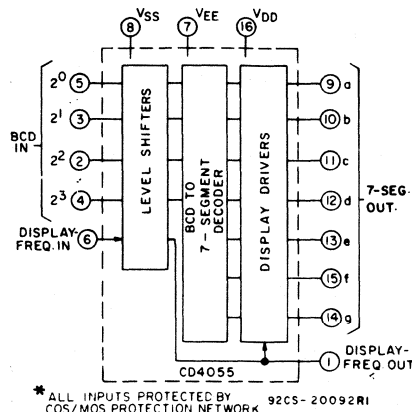 VSS VEE VDD
8 7 16
2⁰ 5
2¹ 3
2² 2
2³ 4
BCD IN
DISPLAY-FREQ. IN 6
LEVEL SHIFTERS
BCD TO 7-SEGMENT DECODER
DISPLAY DRIVERS
9 a
10 b
11 c
12 d
13 e
15 f
14 g
7-SEG. OUT.
1 DISPLAY-FREQ. OUT
CD4055
* ALL INPUTS PROTECTED BY
COS/MOS PROTECTION NETWORK
92CS-20092R1